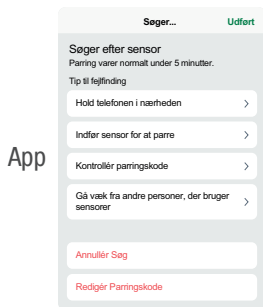 Søger...
Udført
Søger efter sensor
Parring varer normalt under 5 minutter.
Tip til fejlfinding
Hold telefonen i nærheden
Indfør sensor for at parre
App
Kontrollér parringskode
Gå væk fra andre personer, der bruger
sensorer
Annullér Søg
Redigér Parringskode